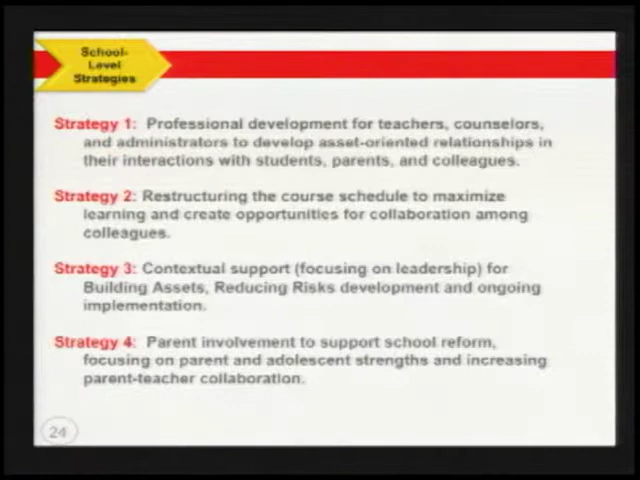 School-
Level
Strategies
Strategy 1: Professional development for teachers, counselors,
and administrators to develop asset-oriented relationships in
their interactions with students, parents, and colleagues.
Strategy 2: Restructuring the course schedule to maximize
learning and create opportunities for collaboration among
colleagues.
Strategy 3: Contextual support (focusing on leadership) for
Building Assets, Reducing Risks development and ongoing
implementation.
Strategy 4: Parent involvement to support school reform,
focusing on parent and adolescent strengths and increasing
parent-teacher collaboration.
24